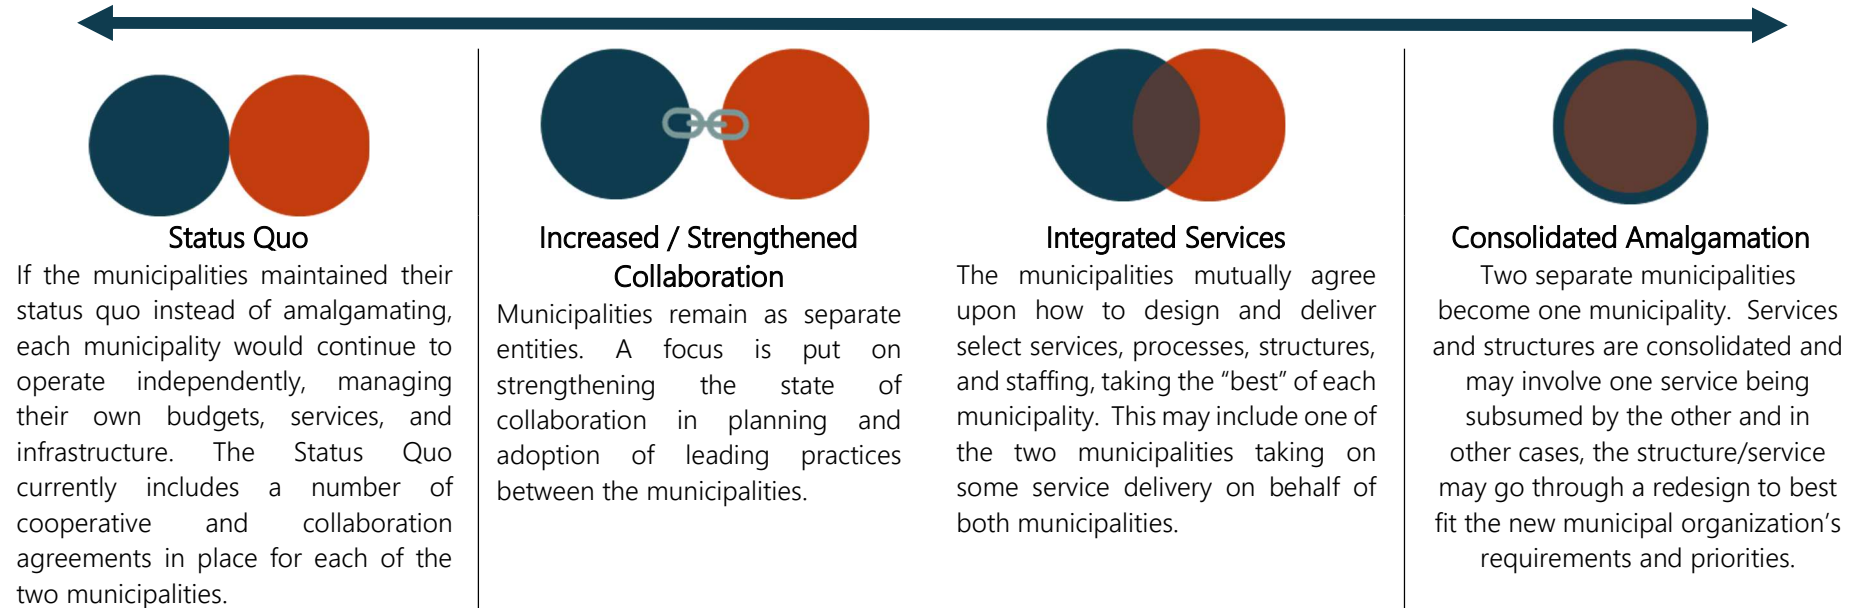 Status Quo
If the municipalities maintained their
status quo instead of amalgamating,
each municipality would continue to
operate independently, managing
their own budgets, services, and
infrastructure. The Status Quo
currently includes a number of
cooperative and collaboration
agreements in place for each of the
two municipalities.
Increased / Strengthened
Collaboration
Municipalities remain as separate
entities. A focus is put on
strengthening the state of
collaboration in planning and
adoption of leading practices
between the municipalities.
Integrated Services
The municipalities mutually agree
upon how to design and deliver
select services, processes, structures,
and staffing, taking the “best” of each
municipality. This may include one of
the two municipalities taking on
some service delivery on behalf of
both municipalities.
Consolidated Amalgamation
Two separate municipalities
become one municipality. Services
and structures are consolidated and
may involve one service being
subsumed by the other and in
other cases, the structure/service
may go through a redesign to best
fit the new municipal organization’s
requirements and priorities.